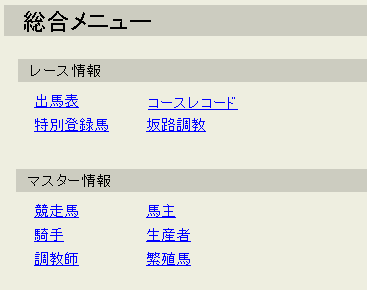 総合メニュー
レース情報
出馬表 コースレコード
特別登録馬 坂路調教
マスター情報
競走馬 馬主
騎手 生産者
調教師 繁殖馬